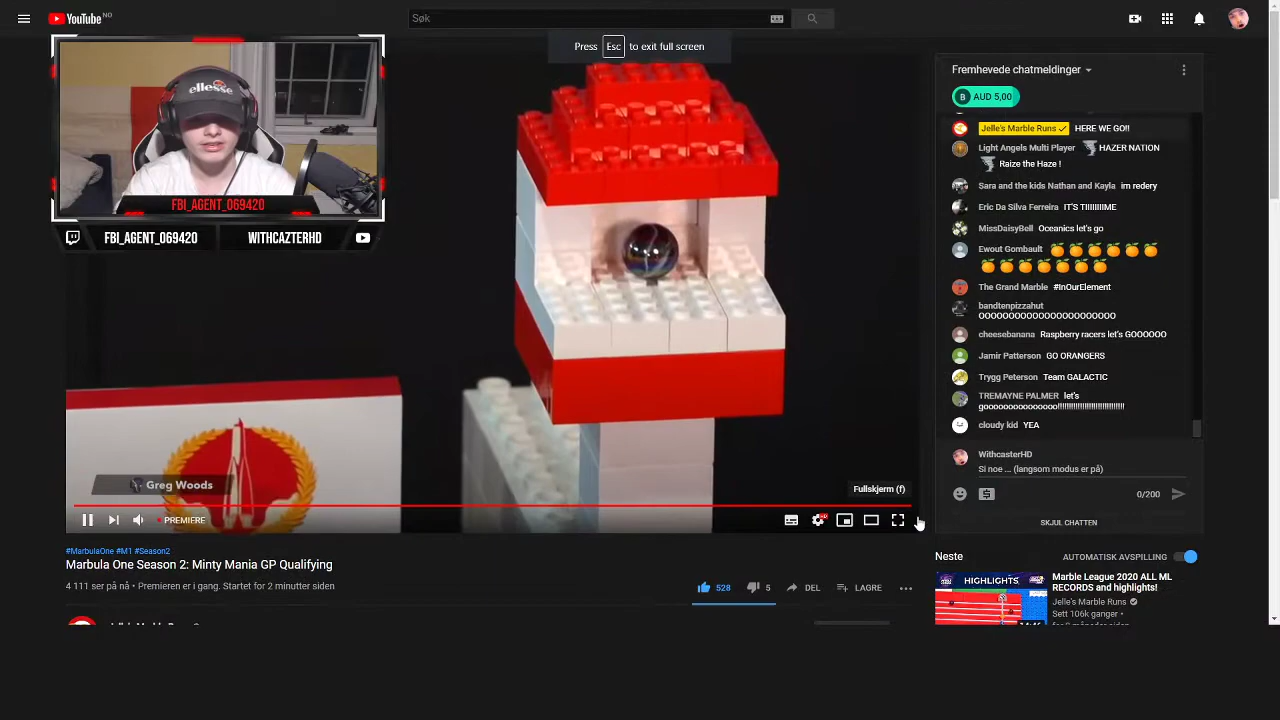 YouTube NO
Søk
Press Esc to exit full screen
ellesse
FBI_AGENT_069420
FBI_AGENT_069420
WITHCAZTERHD
Greg Woods
Fullskjerm (f)
PREMIERE
HD
#MarbulaOne #M1 #Season2
Marbula One Season 2: Minty Mania GP Qualifying
4 111 ser på nå • Premieren er i gang. Startet for 2 minutter siden
528
5
DEL
LAGRE
Fremhevede chatmeldinger
B AUD 5,00
Jelle's Marble Runs HERE WE GO!!
Light Angels Multi Player HAZER NATION
Raize the Haze !
Sara and the kids Nathan and Kayla im redery
Eric Da Silva Ferreira IT'S TIIIIIIIME
MissDaisyBell Oceanics let's go
Ewout Gombault
The Grand Marble #InOurElement
bandtenpizzahut
OOOOOOOOOOOOOOOOOOOOOOO
cheesebanana Raspberry racers let's GOOOOOO
Jamir Patterson GO ORANGERS
Trygg Peterson Team GALACTIC
TREMAYNE PALMER let's
cloudy kid YEA
WithcasterHD
Si noe ... (langsom modus er på)
0/200
SKJUL CHATTEN
Neste
AUTOMATISK AVSPILLING
HIGHLIGHTS
Marble League 2020 ALL ML
RECORDS and highlights!
Jelle's Marble Runs
Sett 106k ganger •